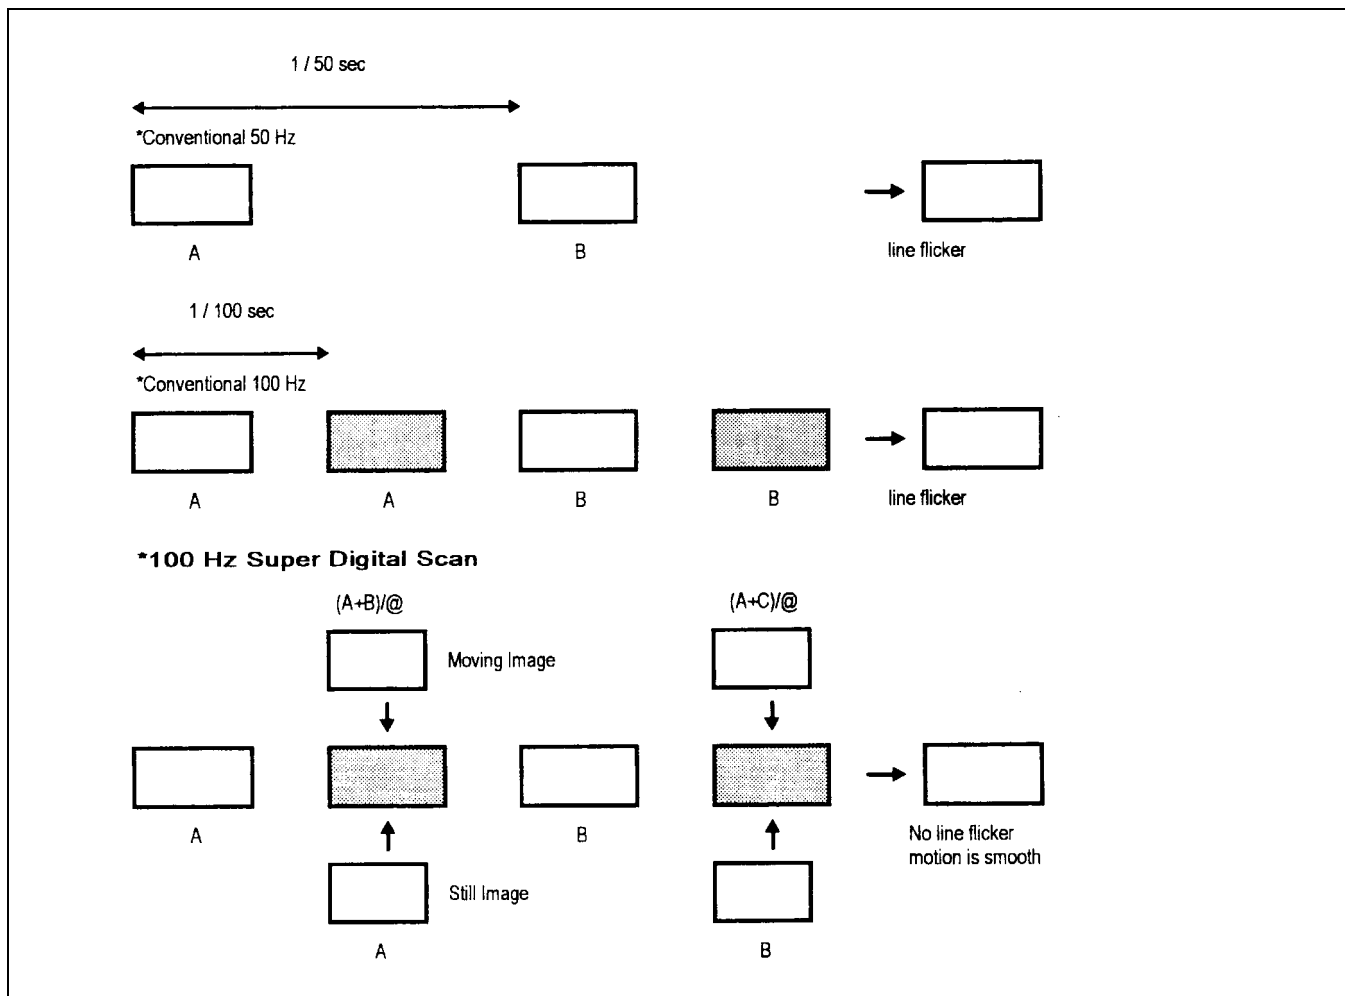 1 / 50 sec
*Conventional 50 Hz
A B line flicker
1 / 100 sec
*Conventional 100 Hz
A A B B line flicker
*100 Hz Super Digital Scan
(A+B)/@ (A+C)/@
Moving Image
A B No line flicker
motion is smooth
Still Image
A B